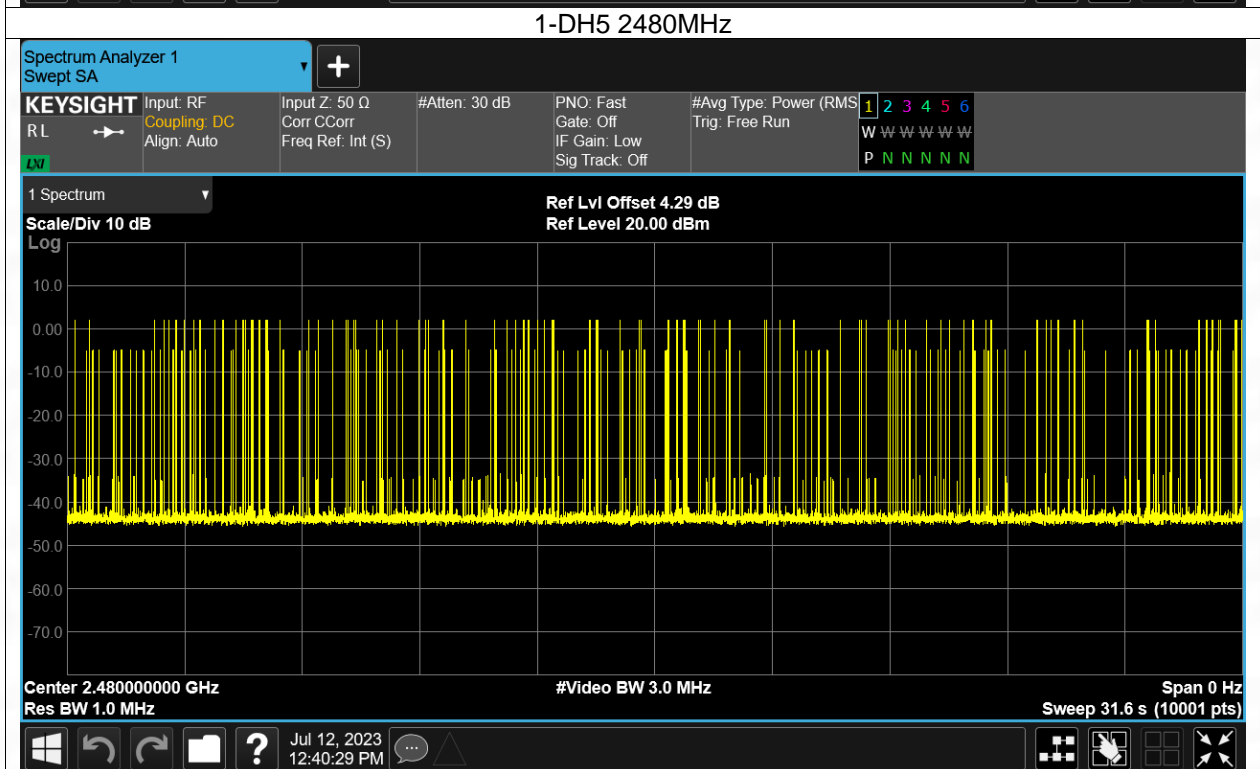 1-DH5 2480MHz
Spectrum Analyzer 1
Swept SA
KEYSIGHT
RL
LXI
Input: RF
Coupling: DC
Align: Auto
Input Z: 50 Ω
Corr CCorr
Freq Ref: Int (S)
#Atten: 30 dB
PNO: Fast
Gate: Off
IF Gain: Low
Sig Track: Off
#Avg Type: Power (RMS
Trig: Free Run
1 2 3 4 5 6
W W W W W W
P N N N N N
1 Spectrum
Scale/Div 10 dB
Ref Lvl Offset 4.29 dB
Ref Level 20.00 dBm
Log
10.0
0.00
-10.0
-20.0
-30.0
-40.0
-50.0
-60.0
-70.0
Center 2.480000000 GHz
#Video BW 3.0 MHz
Span 0 Hz
Res BW 1.0 MHz
Sweep 31.6 s (10001 pts)
?
Jul 12, 2023
12:40:29 PM